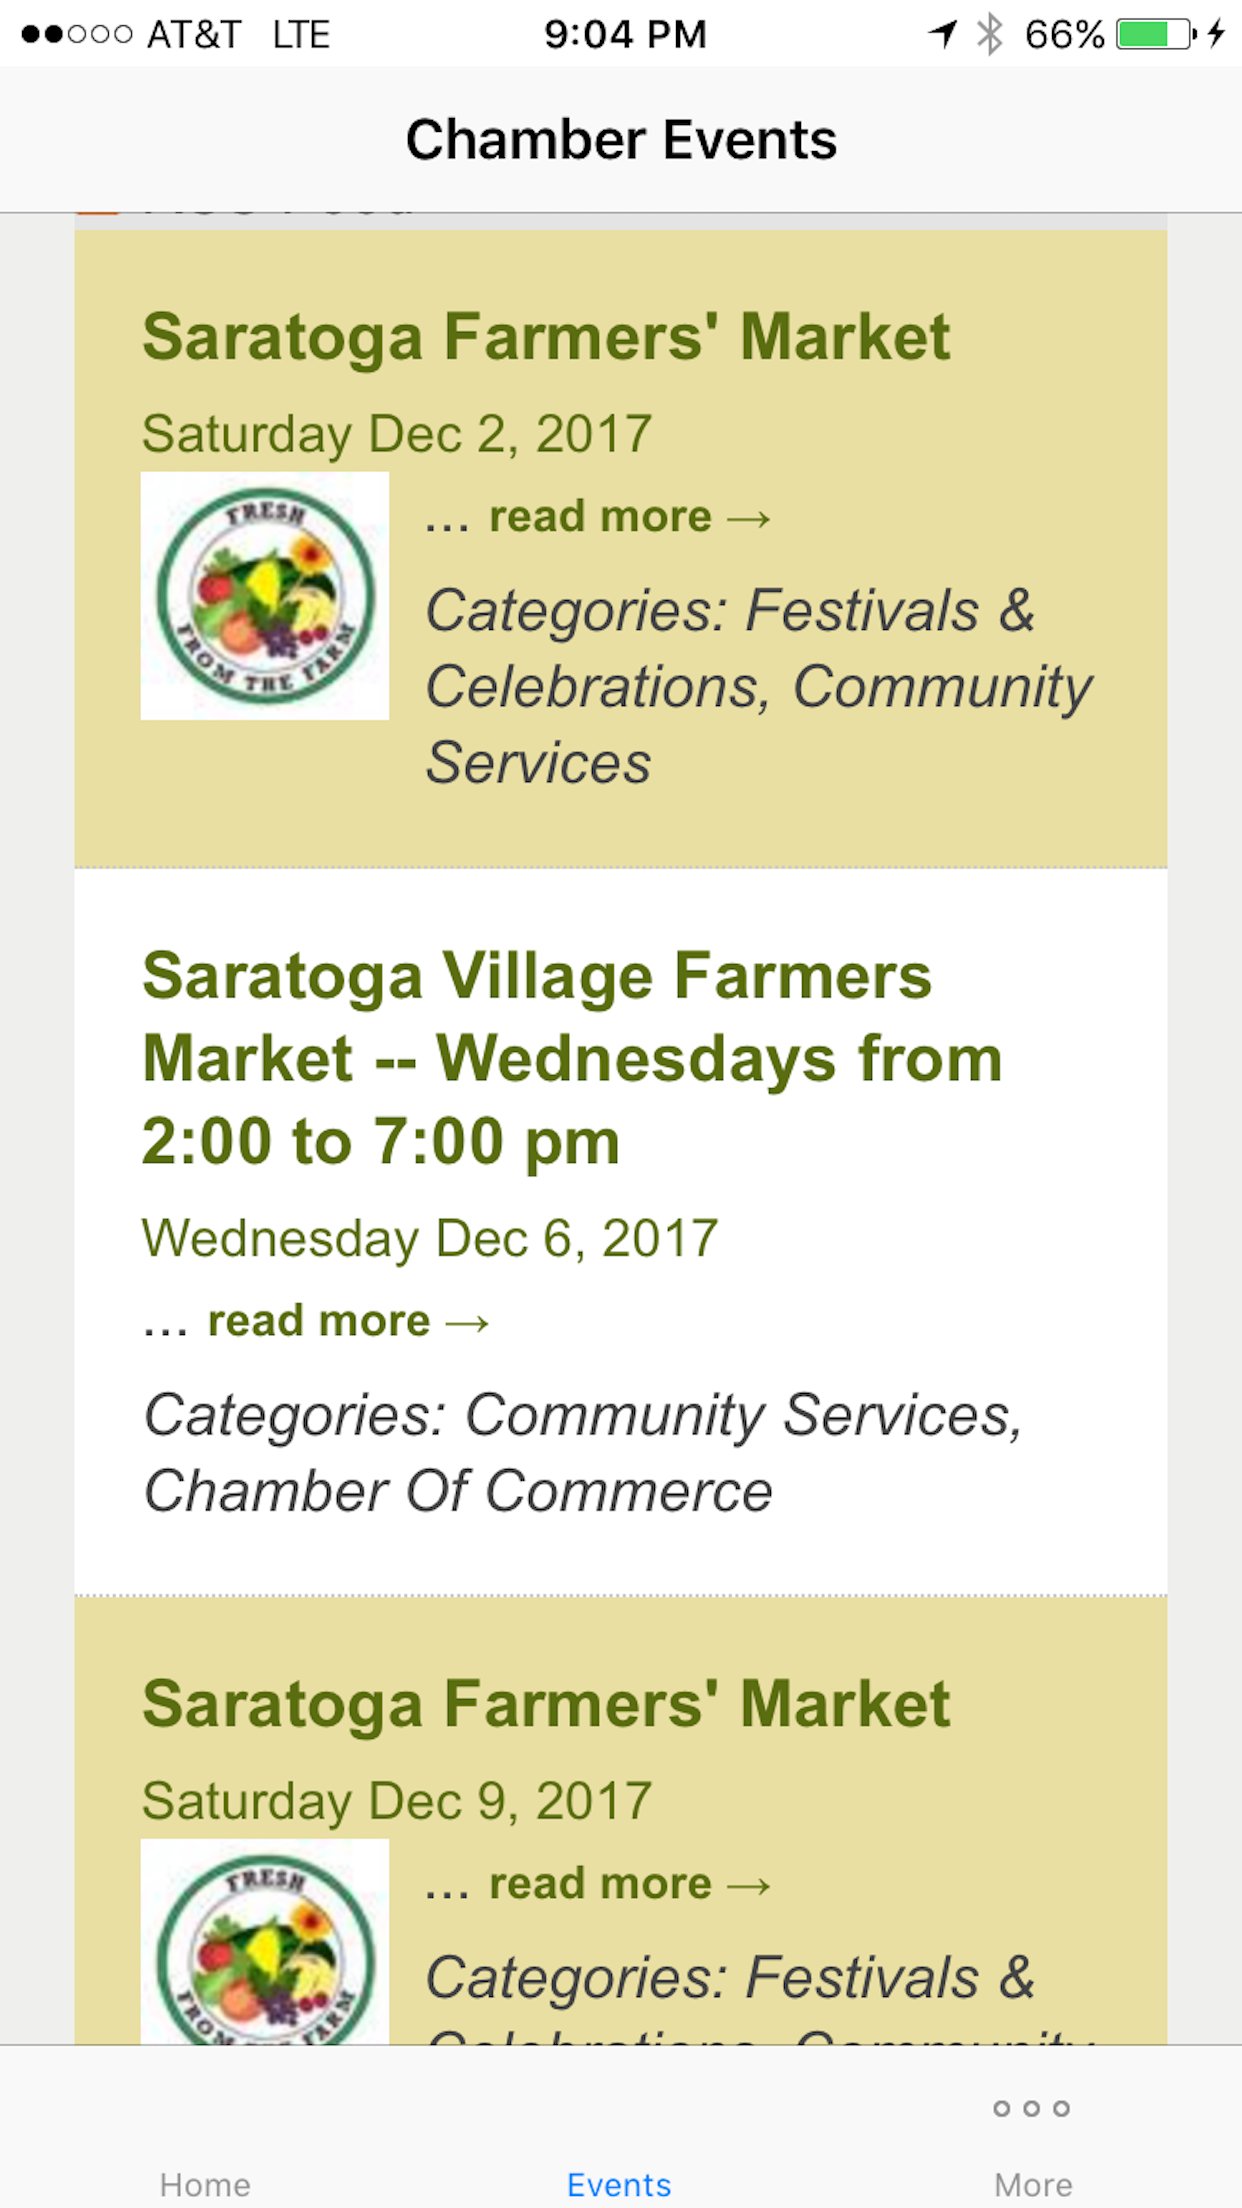 AT&T LTE 9:04 PM 66%
Chamber Events
Saratoga Farmers' Market
Saturday Dec 2, 2017
... read more →
FRESH
FROM THE FARM
Categories: Festivals &
Celebrations, Community
Services
Saratoga Village Farmers
Market -- Wednesdays from
2:00 to 7:00 pm
Wednesday Dec 6, 2017
... read more →
Categories: Community Services,
Chamber Of Commerce
Saratoga Farmers' Market
Saturday Dec 9, 2017
... read more →
FRESH
FROM THE FARM
Categories: Festivals &
Celebrations, Community
Home Events More